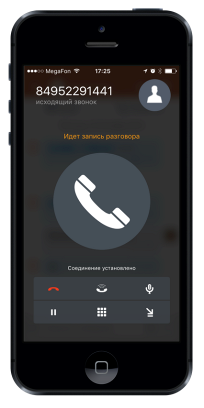 MegaFon 17:25
84952291441
исходящий звонок
Идет запись разговора
Соединение установлено